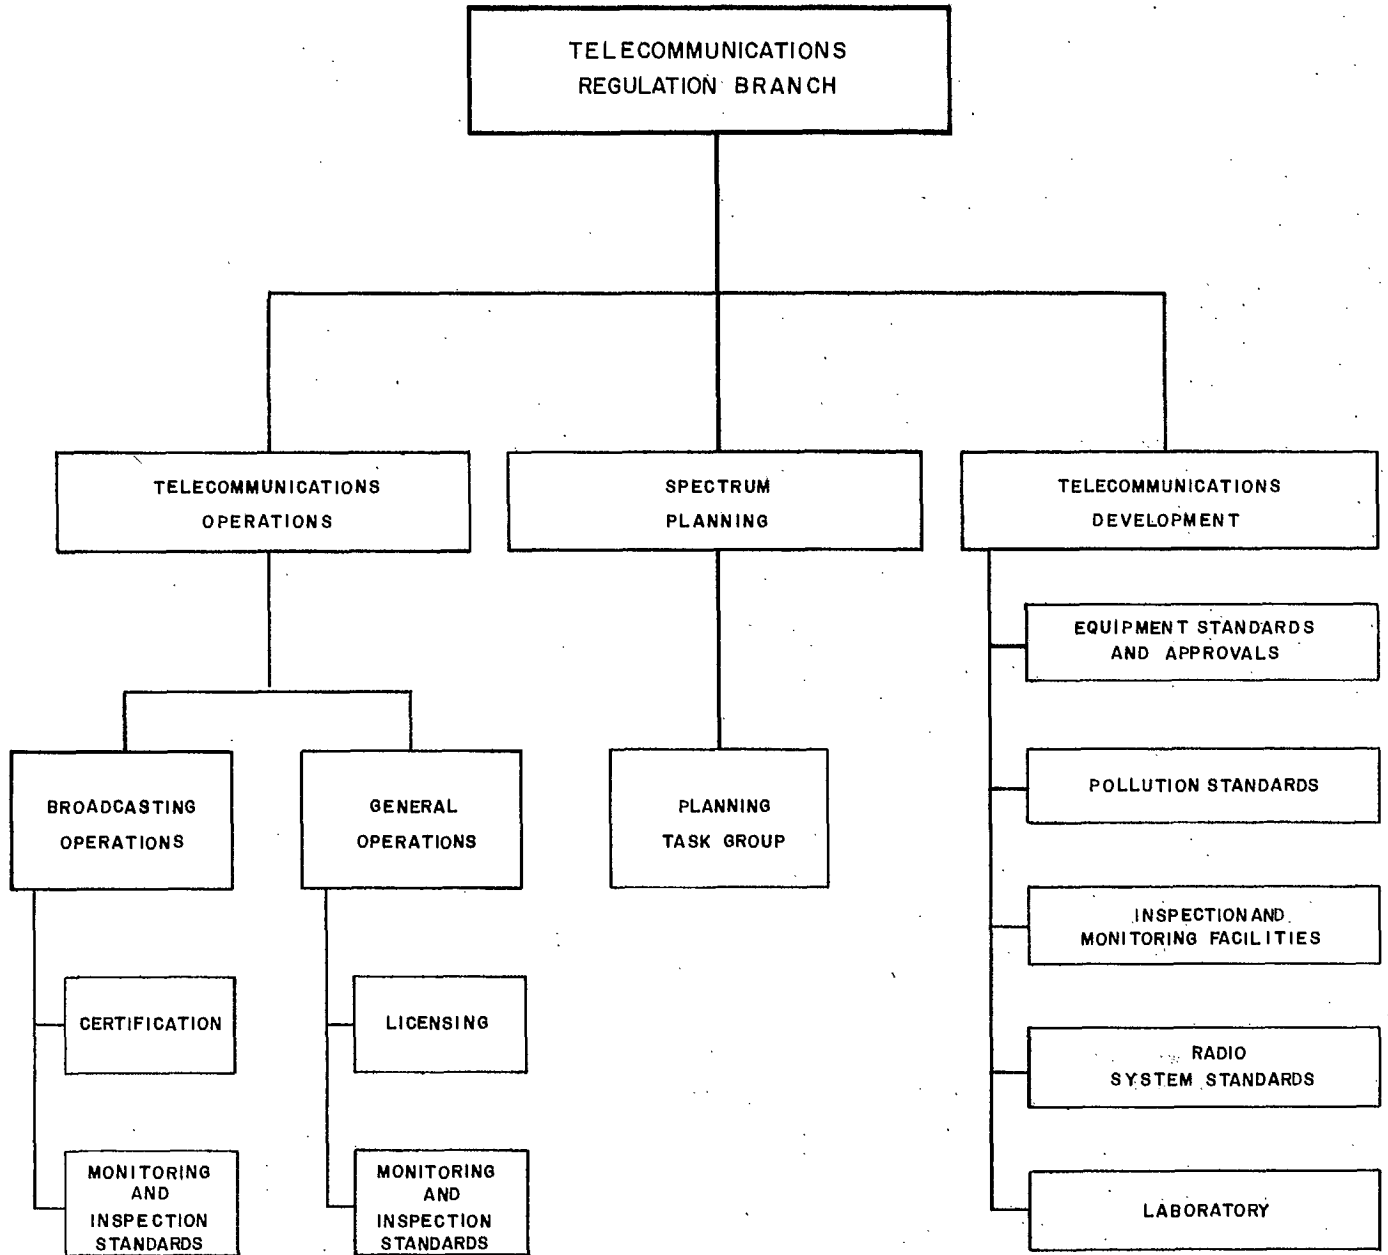 TELECOMMUNICATIONS
REGULATION BRANCH
TELECOMMUNICATIONS
OPERATIONS
SPECTRUM
PLANNING
TELECOMMUNICATIONS
DEVELOPMENT
BROADCASTING
OPERATIONS
CERTIFICATION
MONITORING
AND
INSPECTION
STANDARDS
GENERAL
OPERATIONS
LICENSING
MONITORING
AND
INSPECTION
STANDARDS
PLANNING
TASK GROUP
EQUIPMENT STANDARDS
AND APPROVALS
POLLUTION STANDARDS
INSPECTION AND
MONITORING FACILITIES
RADIO
SYSTEM STANDARDS
LABORATORY